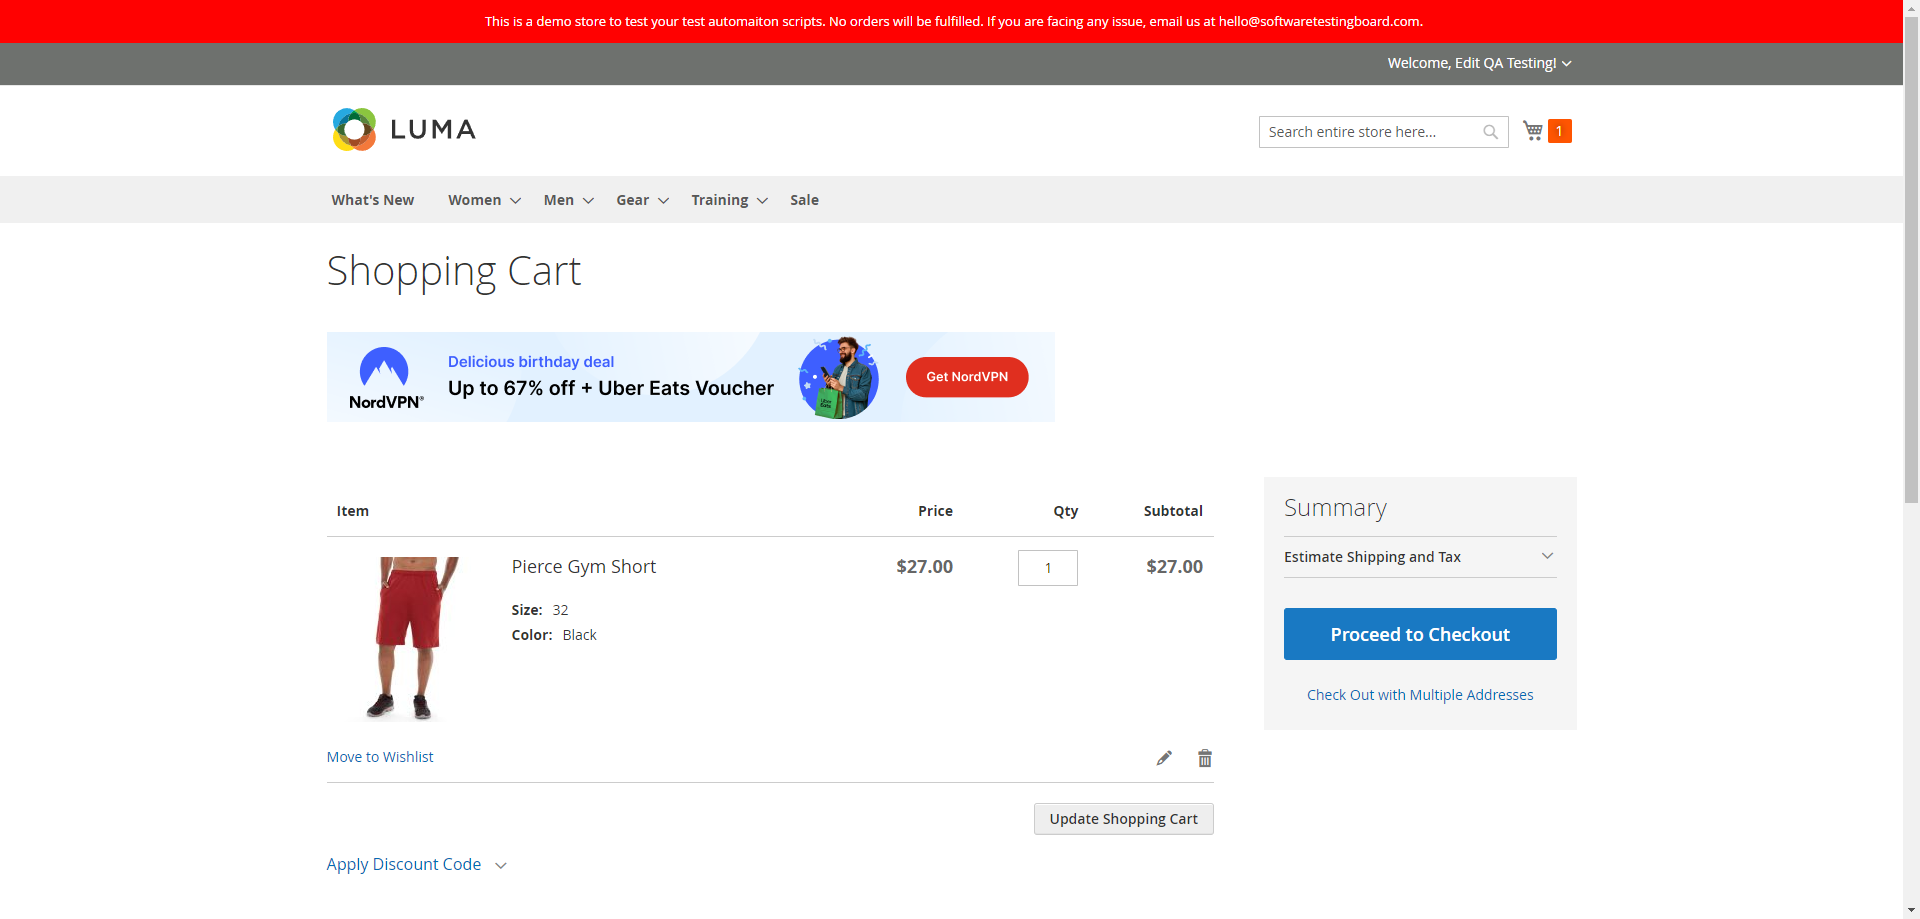 This is a demo store to test your test automaiton scripts. No orders will be fulfilled. If you are facing any issue, email us at hello@softwaretestingboard.com.
Welcome, Edit QA Testing!
LUMA
Search entire store here...
1
What's New Women Men Gear Training Sale
Shopping Cart
NordVPN®
Delicious birthday deal
Up to 67% off + Uber Eats Voucher
Uber Eats
Get NordVPN
Item Price Qty Subtotal
Pierce Gym Short $27.00 1 $27.00
Size: 32
Color: Black
Move to Wishlist
Update Shopping Cart
Apply Discount Code
Summary
Estimate Shipping and Tax
Proceed to Checkout
Check Out with Multiple Addresses